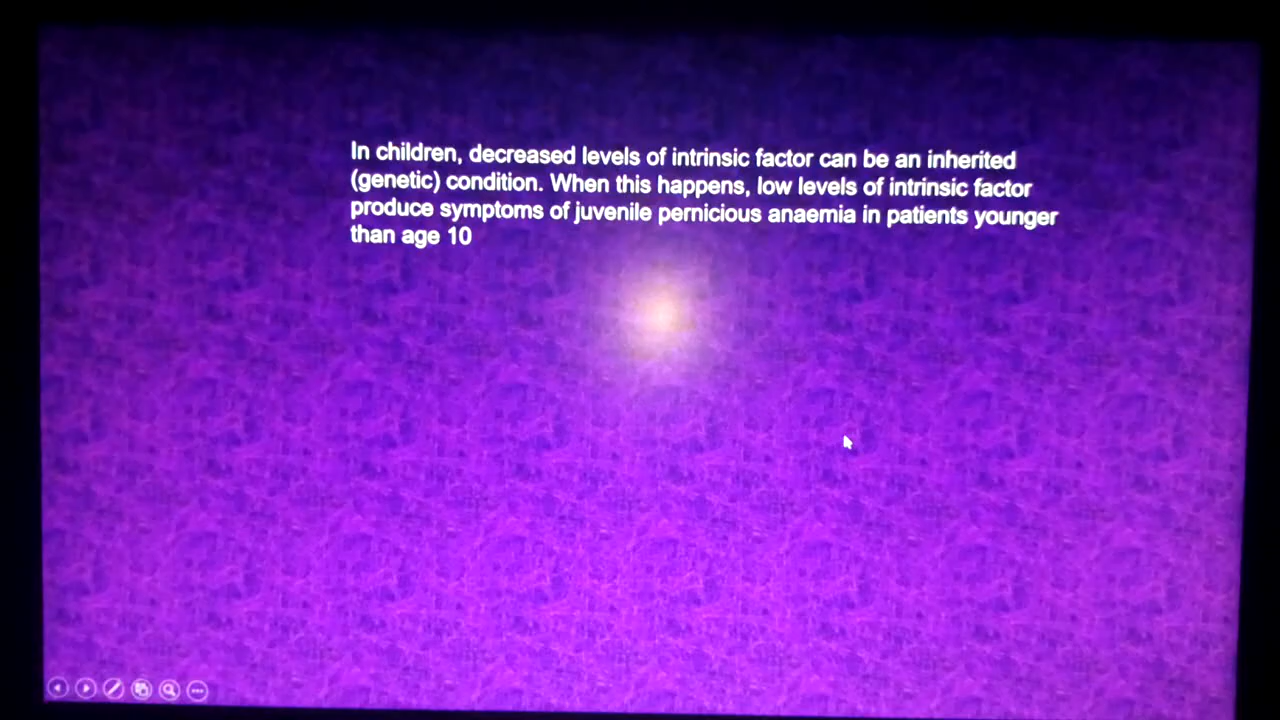 In children, decreased levels of intrinsic factor can be an inherited
(genetic) condition. When this happens, low levels of intrinsic factor
produce symptoms of juvenile pernicious anaemia in patients younger
than age 10